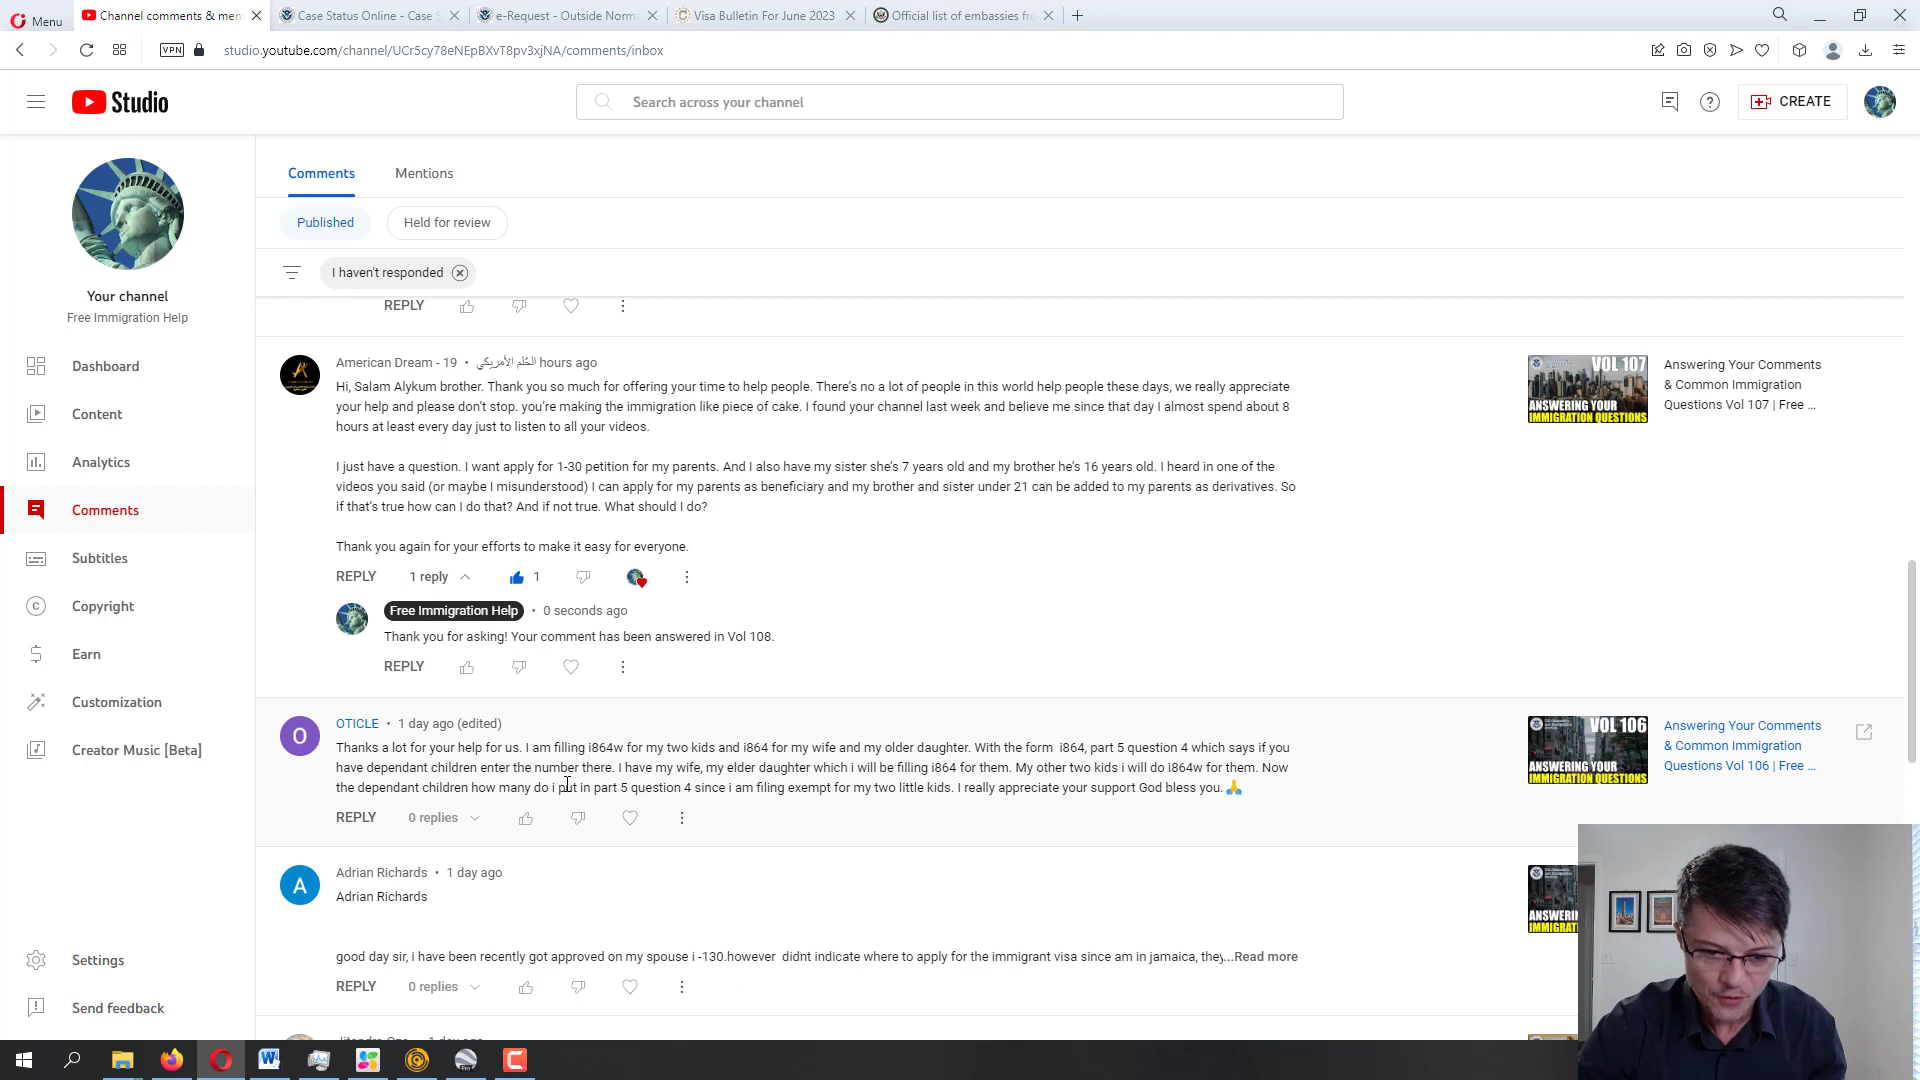 Menu
Channel comments & men
Case Status Online - Case S
e-Request - Outside Norm
Visa Bulletin For June 2023
Official list of embassies fr
VPN
studio.youtube.com/channel/UCr5cy78eNEpBXvT8pv3xjNA/comments/inbox
Studio
Search across your channel
CREATE
Your channel
Free Immigration Help
Dashboard
Content
Analytics
Comments
Subtitles
Copyright
Earn
Customization
Creator Music [Beta]
Settings
Send feedback
Comments
Mentions
Published
Held for review
I haven't responded
REPLY
American Dream - 19 • الحُلم الأمريكي hours ago
Hi, Salam Alykum brother. Thank you so much for offering your time to help people. There's no a lot of people in this world help people these days, we really appreciate
your help and please don't stop. you're making the immigration like piece of cake. I found your channel last week and believe me since that day I almost spend about 8
hours at least every day just to listen to all your videos.
I just have a question. I want apply for 1-30 petition for my parents. And I also have my sister she's 7 years old and my brother he's 16 years old. I heard in one of the
videos you said (or maybe I misunderstood) I can apply for my parents as beneficiary and my brother and sister under 21 can be added to my parents as derivatives. So
if that's true how can I do that? And if not true. What should I do?
Thank you again for your efforts to make it easy for everyone.
REPLY
1 reply
1
Free Immigration Help • 0 seconds ago
Thank you for asking! Your comment has been answered in Vol 108.
REPLY
VOL 107
ANSWERING YOUR
IMMIGRATION QUESTIONS
Answering Your Comments
& Common Immigration
Questions Vol 107 | Free ...
O
OTICLE • 1 day ago (edited)
Thanks a lot for your help for us. I am filling i864w for my two kids and i864 for my wife and my older daughter. With the form i864, part 5 question 4 which says if you
have dependant children enter the number there. I have my wife, my elder daughter which i will be filling i864 for them. My other two kids i will do i864w for them. Now
the dependant children how many do i put in part 5 question 4 since i am filing exempt for my two little kids. I really appreciate your support God bless you. 🙏
REPLY
0 replies
VOL 106
ANSWERING YOUR
IMMIGRATION QUESTIONS
Answering Your Comments
& Common Immigration
Questions Vol 106 | Free ...
A
Adrian Richards • 1 day ago
Adrian Richards
good day sir, i have been recently got approved on my spouse i -130.however didnt indicate where to apply for the immigrant visa since am in jamaica, they...Read more
REPLY
0 replies